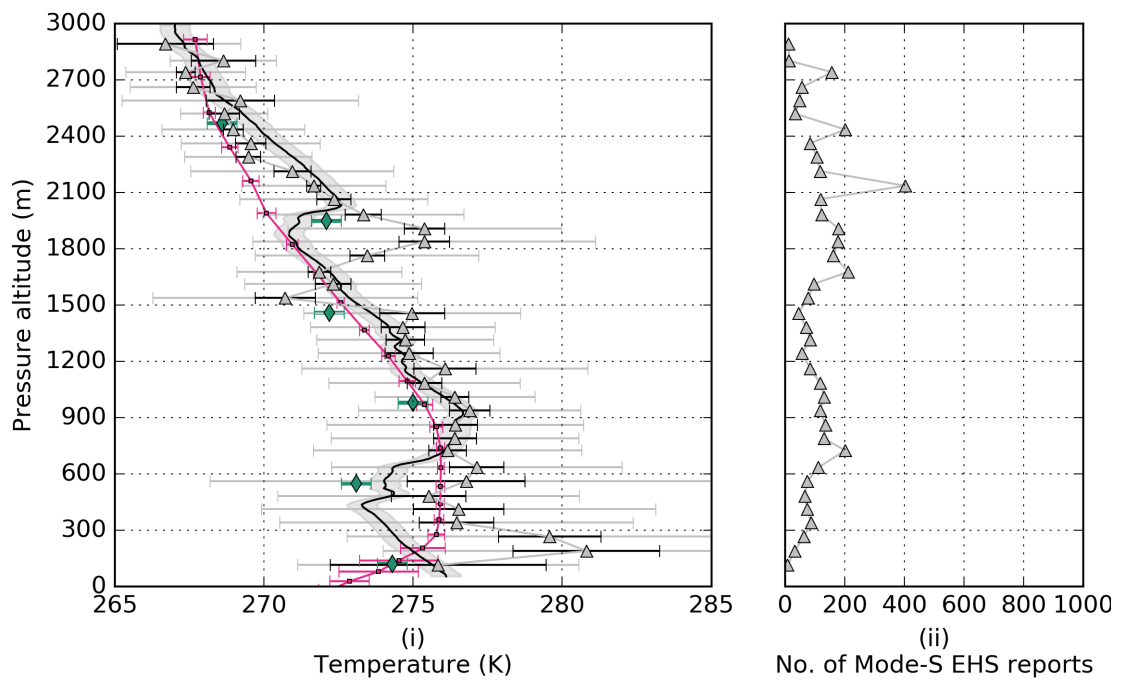 3000
2700
2400
2100
1800
1500
1200
900
600
300
0
Pressure altitude (m)
265 270 275 280 285
(i)
Temperature (K)
0 200 400 600 800 1000
(ii)
No. of Mode-S EHS reports